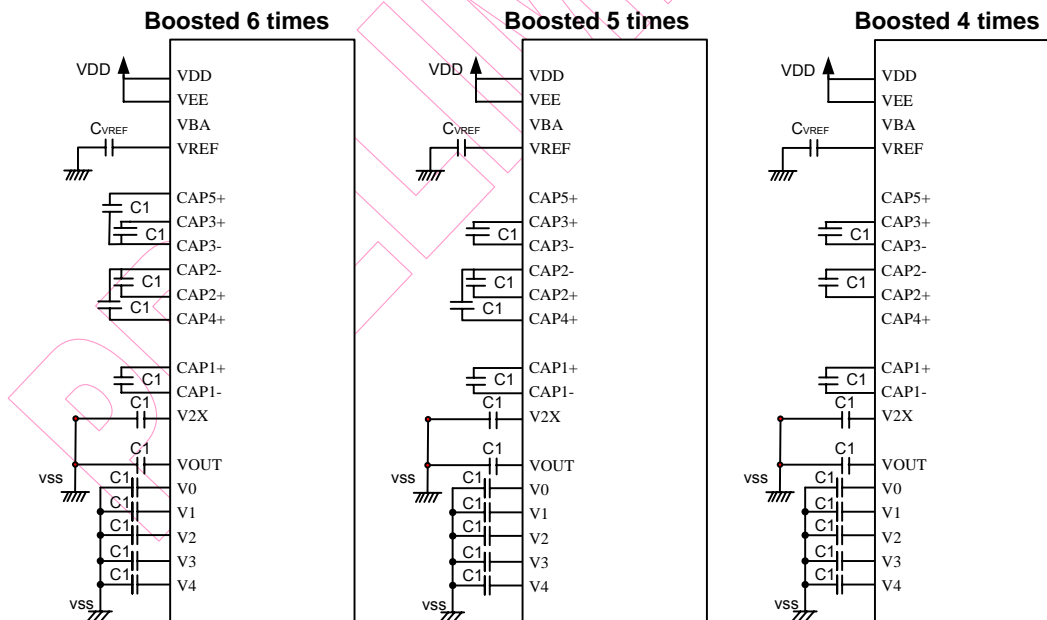 Boosted 6 times
VDD
VDD
VEE
VBA
CVREF
VREF
CAP5+
C1
CAP3+
C1
CAP3-
CAP2-
C1
CAP2+
C1
CAP4+
CAP1+
C1
CAP1-
C1
V2X
C1
VOUT
VSS
C1
V0
C1
V1
C1
V2
C1
V3
C1
V4
VSS
Boosted 5 times
VDD
VDD
VEE
VBA
CVREF
VREF
CAP5+
CAP3+
C1
CAP3-
CAP2-
C1
CAP2+
C1
CAP4+
CAP1+
C1
CAP1-
C1
V2X
C1
VOUT
VSS
C1
V0
C1
V1
C1
V2
C1
V3
C1
V4
VSS
Boosted 4 times
VDD
VDD
VEE
VBA
CVREF
VREF
CAP5+
CAP3+
C1
CAP3-
CAP2-
C1
CAP2+
CAP4+
CAP1+
C1
CAP1-
C1
V2X
C1
VOUT
VSS
C1
V0
C1
V1
C1
V2
C1
V3
C1
V4
VSS